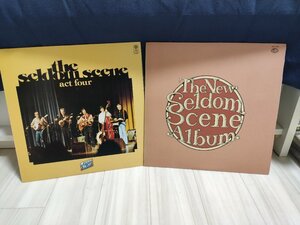 the
seldom scene
act four
The New
Seldom
Scene
Album